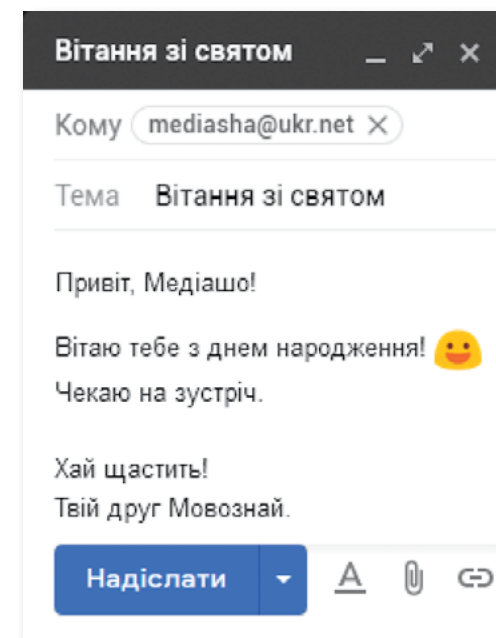 Вітання зі святом
Кому mediasha@ukr.net
Тема Вітання зі святом
Привіт, Медіашо!
Вітаю тебе з днем народження!
Чекаю на зустріч.
Хай щастить!
Твій друг Мовознай.
Надіслати